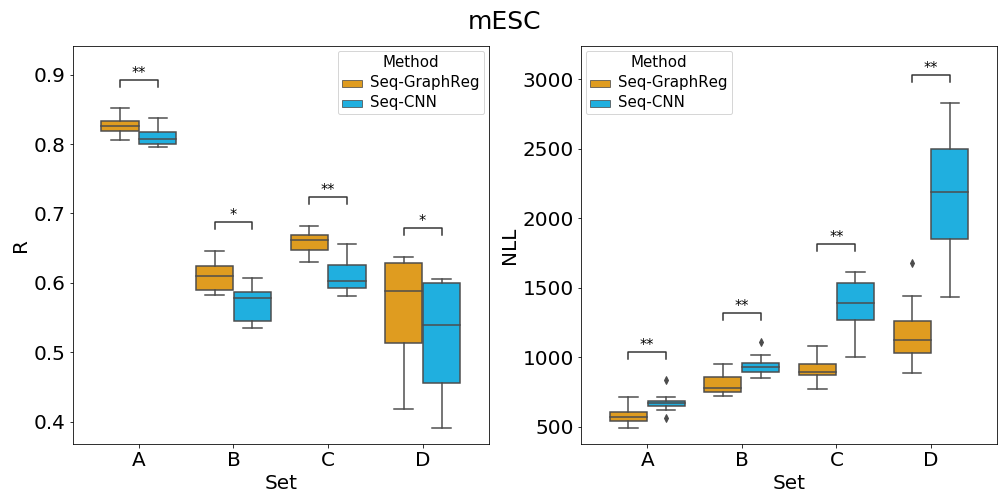 mESC
R
0.9
0.8
0.7
0.6
0.5
0.4
**
*
**
*
Method
Seq-GraphReg
Seq-CNN
A B C D
Set
NLL
3000
2500
2000
1500
1000
500
Method
Seq-GraphReg
Seq-CNN
**
**
**
**
A B C D
Set